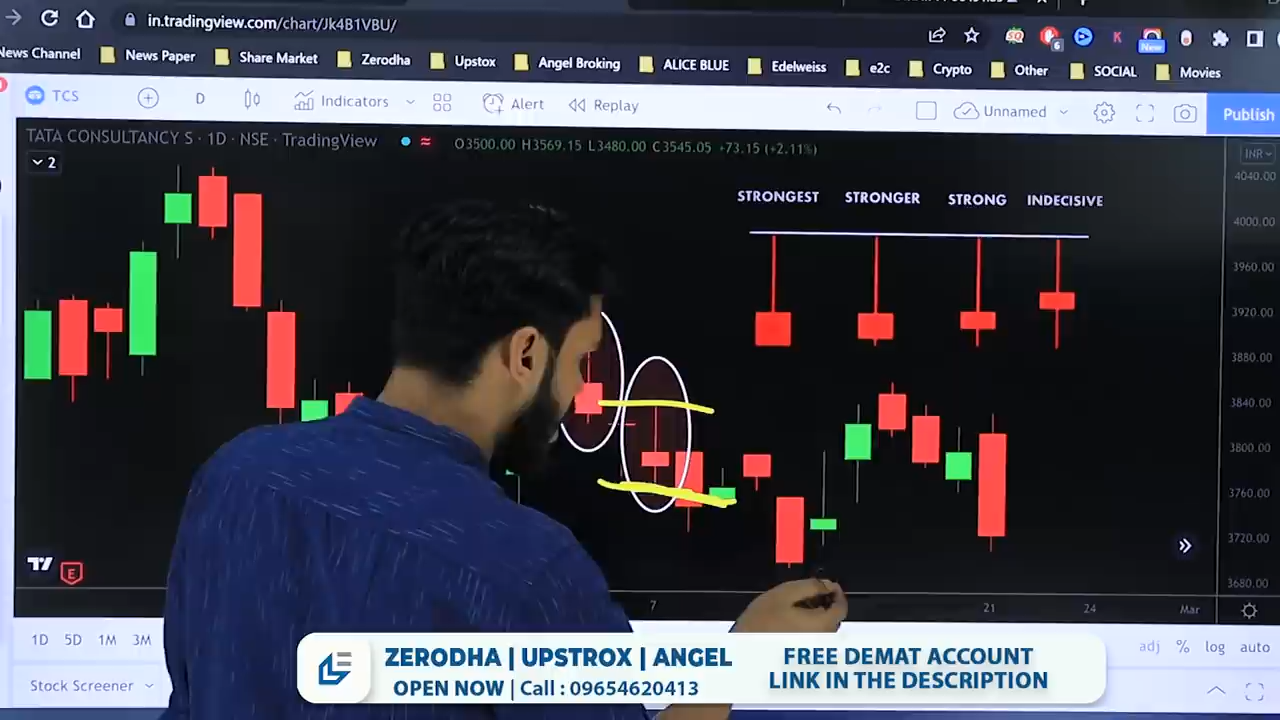 in.tradingview.com/chart/Jk4B1VBU/
6
K
New
News Channel
News Paper
Share Market
Zerodha
Upstox
Angel Broking
ALICE BLUE
Edelweiss
e2c
Crypto
Other
SOCIAL
Movies
TCS
D
Indicators
Alert
Replay
Unnamed
Publish
TATA CONSULTANCY S · 1D · NSE · TradingView
O3500.00 H3569.15 L3480.00 C3545.05 +73.15 (+2.11%)
INR
2
4040.00
STRONGEST STRONGER STRONG INDECISIVE
4000.00
3960.00
3920.00
3880.00
3840.00
3800.00
3760.00
3720.00
3680.00
E
7
21
24
Mar
1D 5D 1M 3M
adj % log auto
Stock Screener
ZERODHA | UPSTROX | ANGEL
OPEN NOW | Call : 09654620413
FREE DEMAT ACCOUNT
LINK IN THE DESCRIPTION